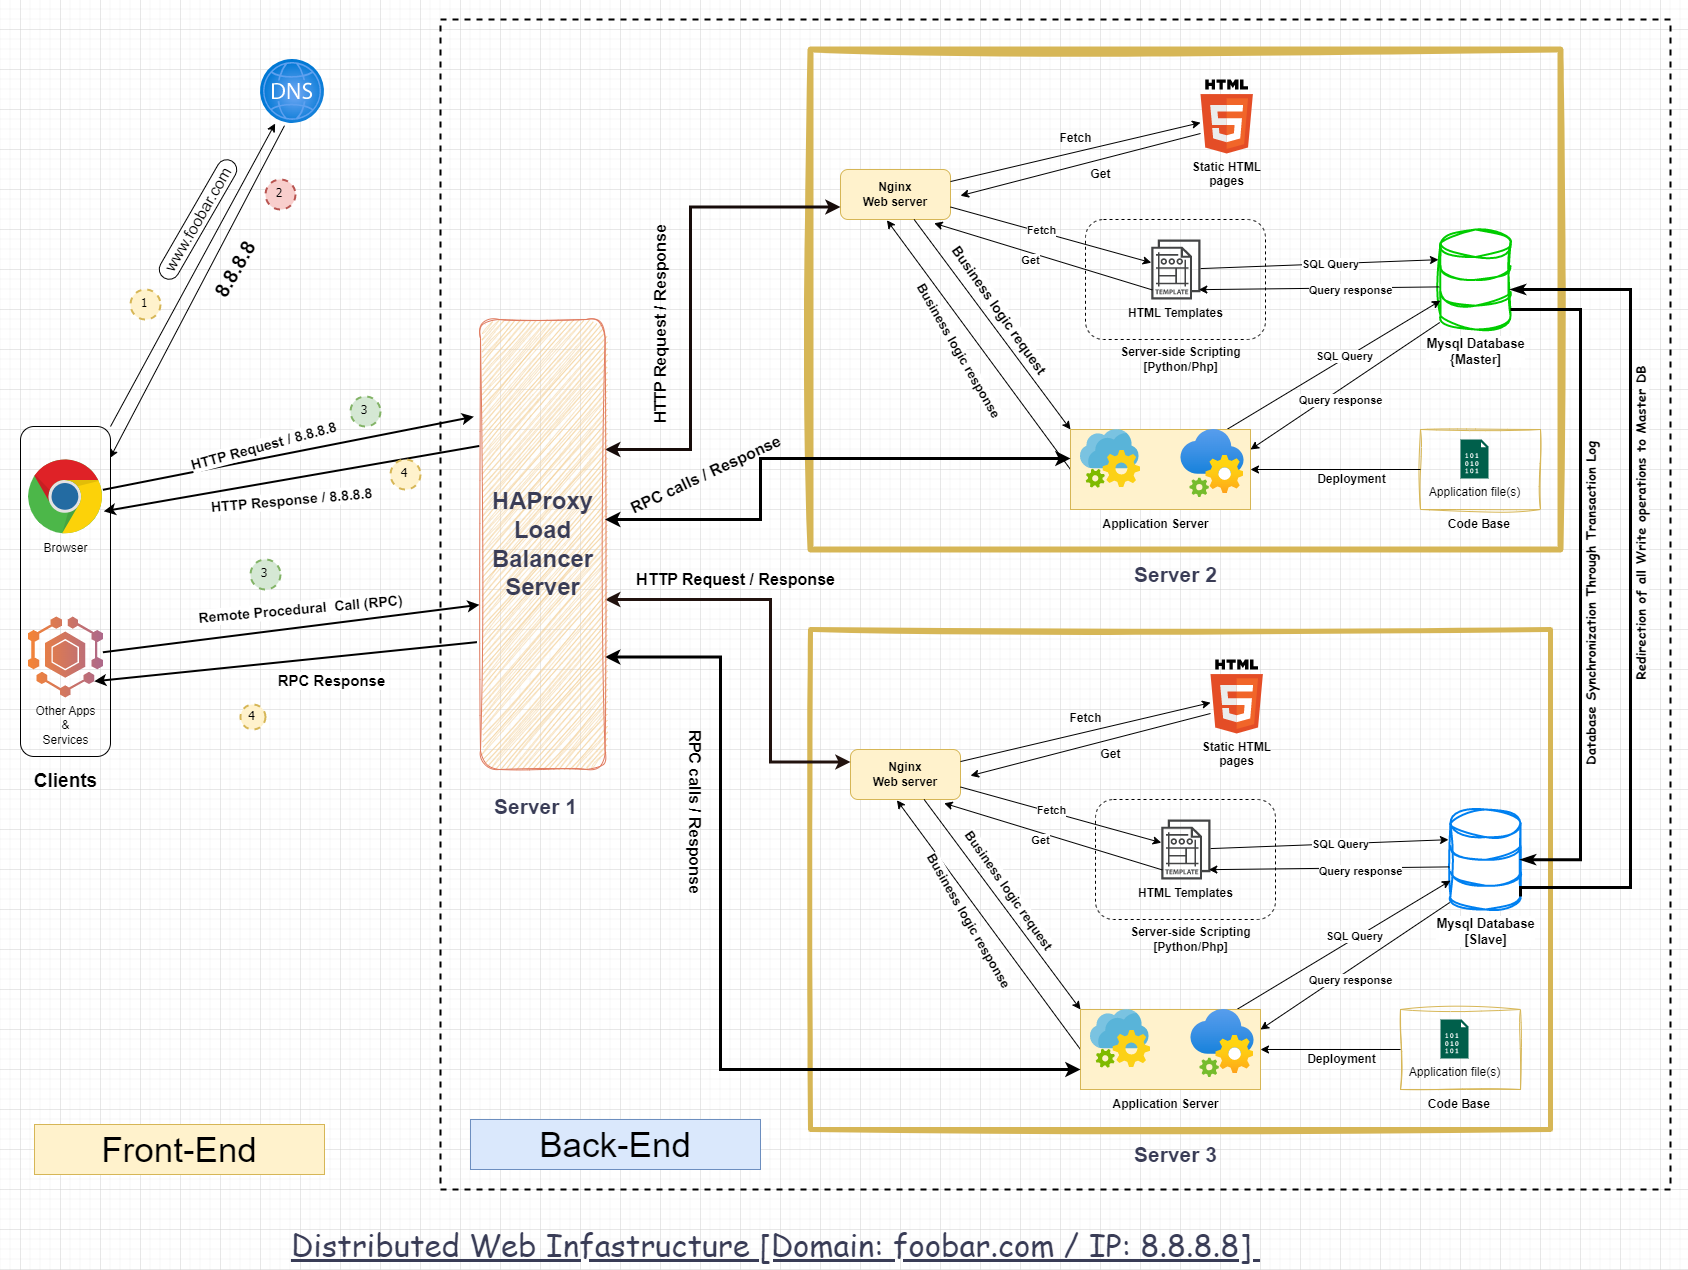 DNS
www.foobar.com
8.8.8.8
1
2
3
HTTP Request / 8.8.8.8
4
HTTP Response / 8.8.8.8
Browser
3
Remote Procedural Call (RPC)
RPC Response
4
Other Apps
&
Services
Clients
HAProxy
Load
Balancer
Server
Server 1
HTTP Request / Response
RPC calls / Response
HTTP Request / Response
RPC calls / Response
Nginx
Web server
Fetch
Get
HTML
5
Static HTML
pages
Fetch
Get
TEMPLATE
HTML Templates
Server-side Scripting
[Python/Php]
SQL Query
Query response
Mysql Database
{Master]
Business logic request
Business logic response
SQL Query
Query response
Application Server
Deployment
101
010
101
Application file(s)
Code Base
Server 2
Database Synchronization Through Transaction Log
Redirection of all Write operations to Master DB
Nginx
Web server
Fetch
Get
HTML
5
Static HTML
pages
Fetch
Get
TEMPLATE
HTML Templates
Server-side Scripting
[Python/Php]
SQL Query
Query response
Mysql Database
[Slave]
Business logic request
Business logic response
SQL Query
Query response
Application Server
Deployment
101
010
101
Application file(s)
Code Base
Server 3
Front-End
Back-End
Distributed Web Infastructure [Domain: foobar.com / IP: 8.8.8.8]